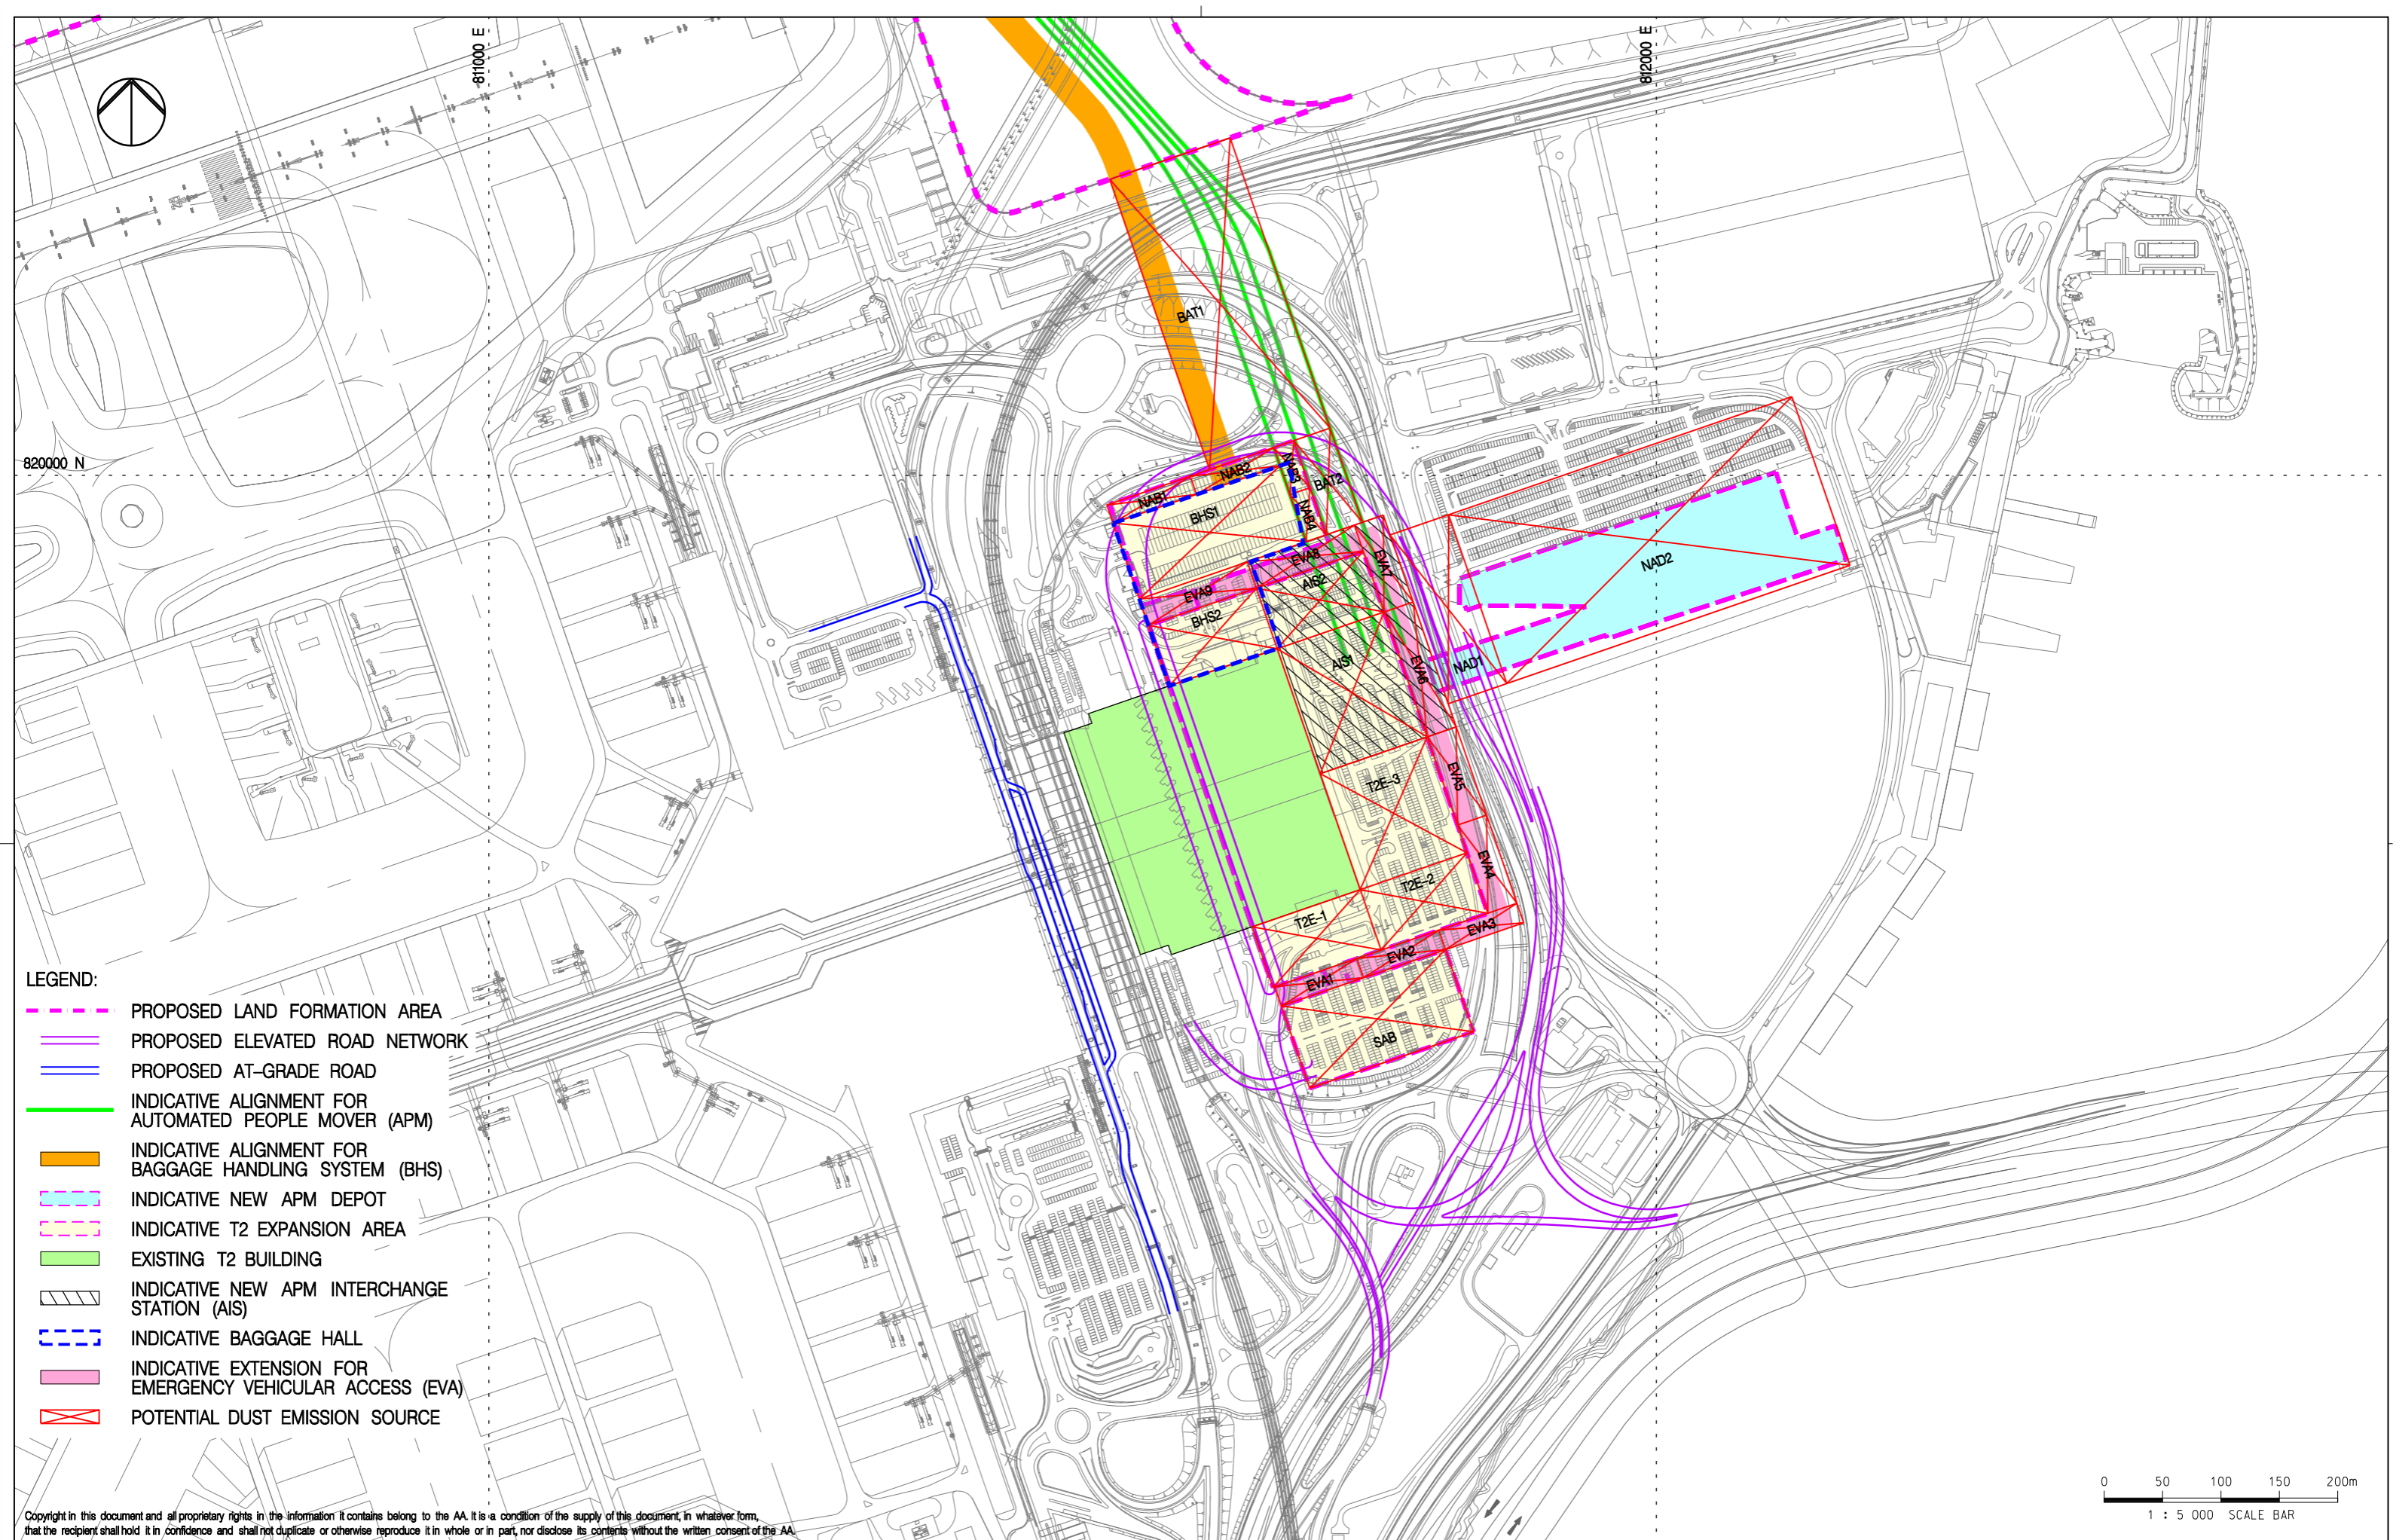 811000 E
812000 E
820000 N
BAT1
NAB1
NAB2
NAB3
BAT2
BHS1
NAB4
EVA8
EVA7
AIS2
EVA9
BHS2
NAD2
AIS1
EVA6
NAD1
T2E-3
EVA5
EVA4
T2E-2
T2E-1
EVA3
EVA2
EVA1
SAB
LEGEND:
PROPOSED LAND FORMATION AREA
PROPOSED ELEVATED ROAD NETWORK
PROPOSED AT-GRADE ROAD
INDICATIVE ALIGNMENT FOR
AUTOMATED PEOPLE MOVER (APM)
INDICATIVE ALIGNMENT FOR
BAGGAGE HANDLING SYSTEM (BHS)
INDICATIVE NEW APM DEPOT
INDICATIVE T2 EXPANSION AREA
EXISTING T2 BUILDING
INDICATIVE NEW APM INTERCHANGE
STATION (AIS)
INDICATIVE BAGGAGE HALL
INDICATIVE EXTENSION FOR
EMERGENCY VEHICULAR ACCESS (EVA)
POTENTIAL DUST EMISSION SOURCE
0 50 100 150 200m
1 : 5 000 SCALE BAR
Copyright in this document and all proprietary rights in the information it contains belong to the AA. It is a condition of the supply of this document, in whatever form,
that the recipient shall hold it in confidence and shall not duplicate or otherwise reproduce it in whole or in part, nor disclose its contents without the written consent of the AA.